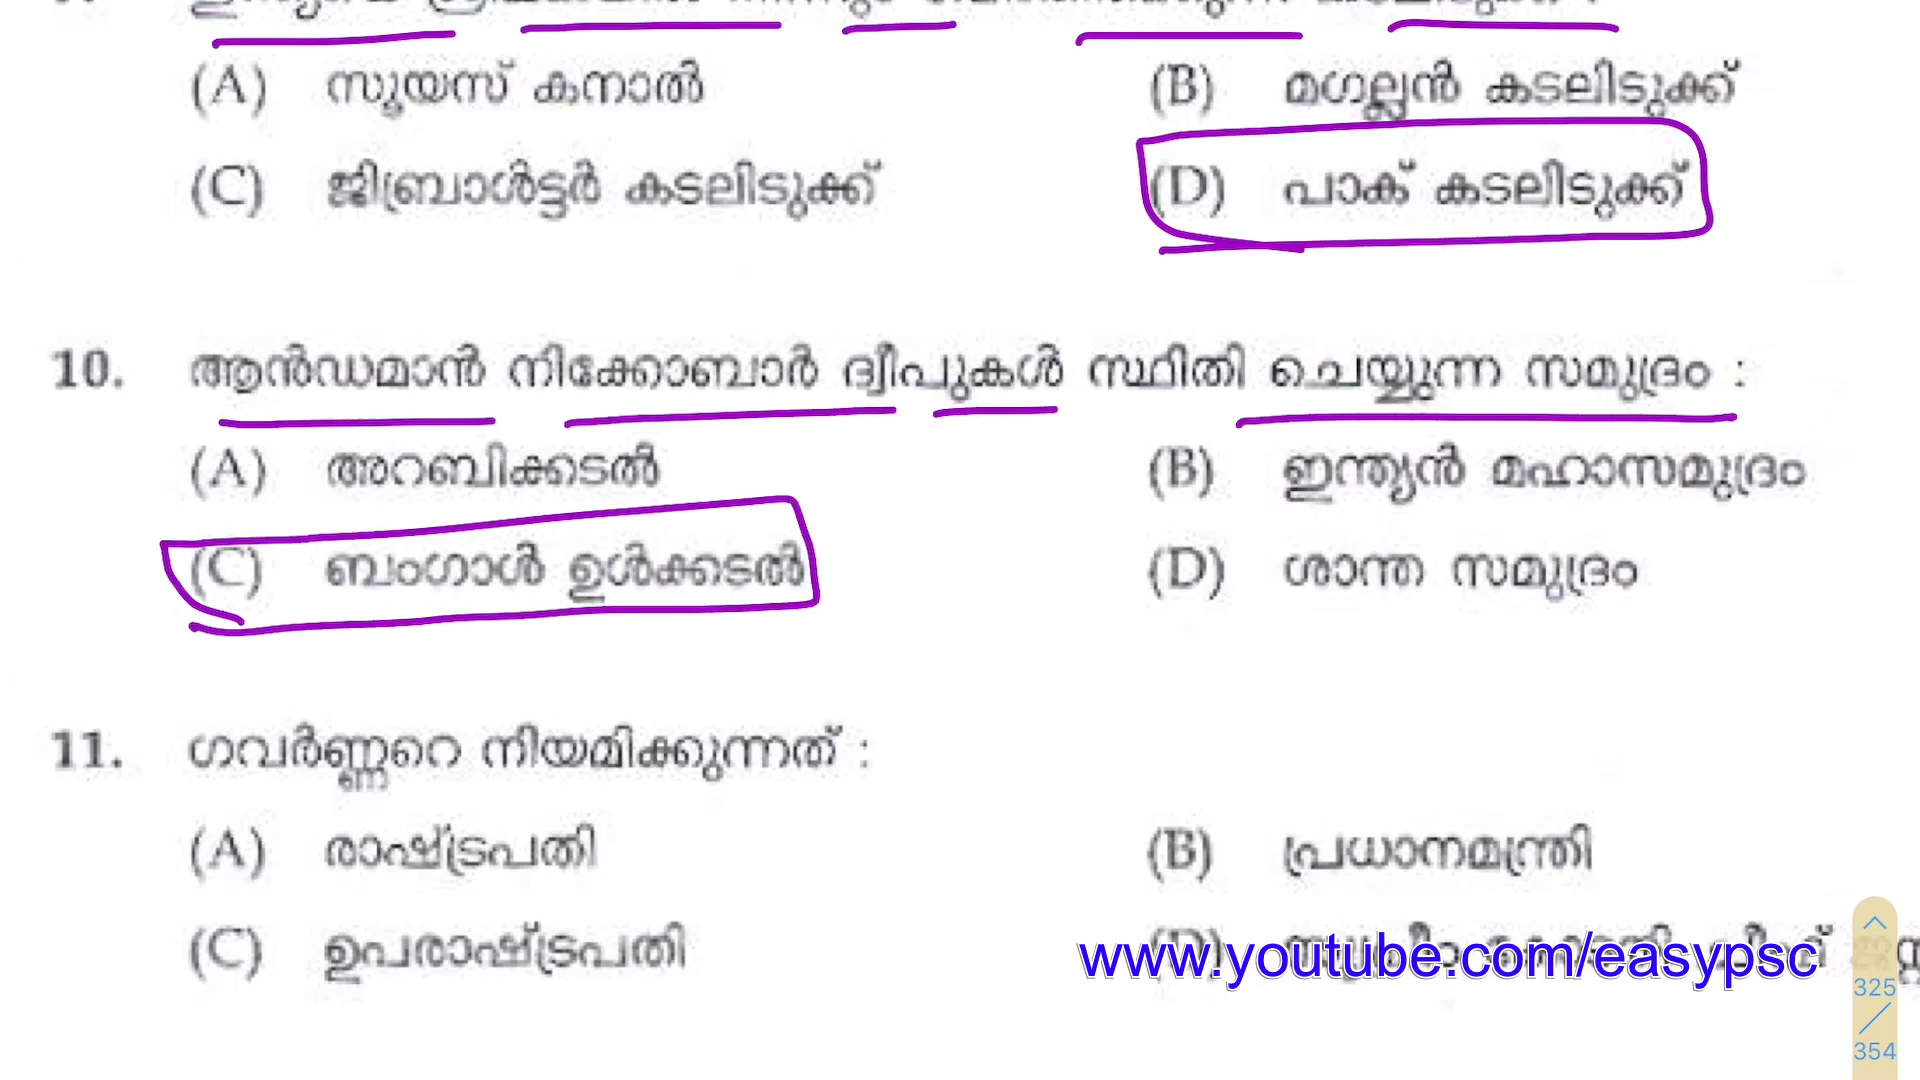 (A) സൂയസ് കനാൽ (B) മഗല്ലൻ കടലിടുക്ക്
(C) ജിബ്രാൾട്ടർ കടലിടുക്ക് (D) പാക് കടലിടുക്ക്
10. ആൻഡമാൻ നിക്കോബാർ ദ്വീപുകൾ സ്ഥിതി ചെയ്യുന്ന സമുദ്രം :
(A) അറബിക്കടൽ (B) ഇന്ത്യൻ മഹാസമുദ്രം
(C) ബംഗാൾ ഉൾക്കടൽ (D) ശാന്ത സമുദ്രം
11. ഗവർണ്ണറെ നിയമിക്കുന്നത് :
(A) രാഷ്ട്രപതി (B) പ്രധാനമന്ത്രി
(C) ഉപരാഷ്ട്രപതി (D)
www.youtube.com/easypsc
325
354